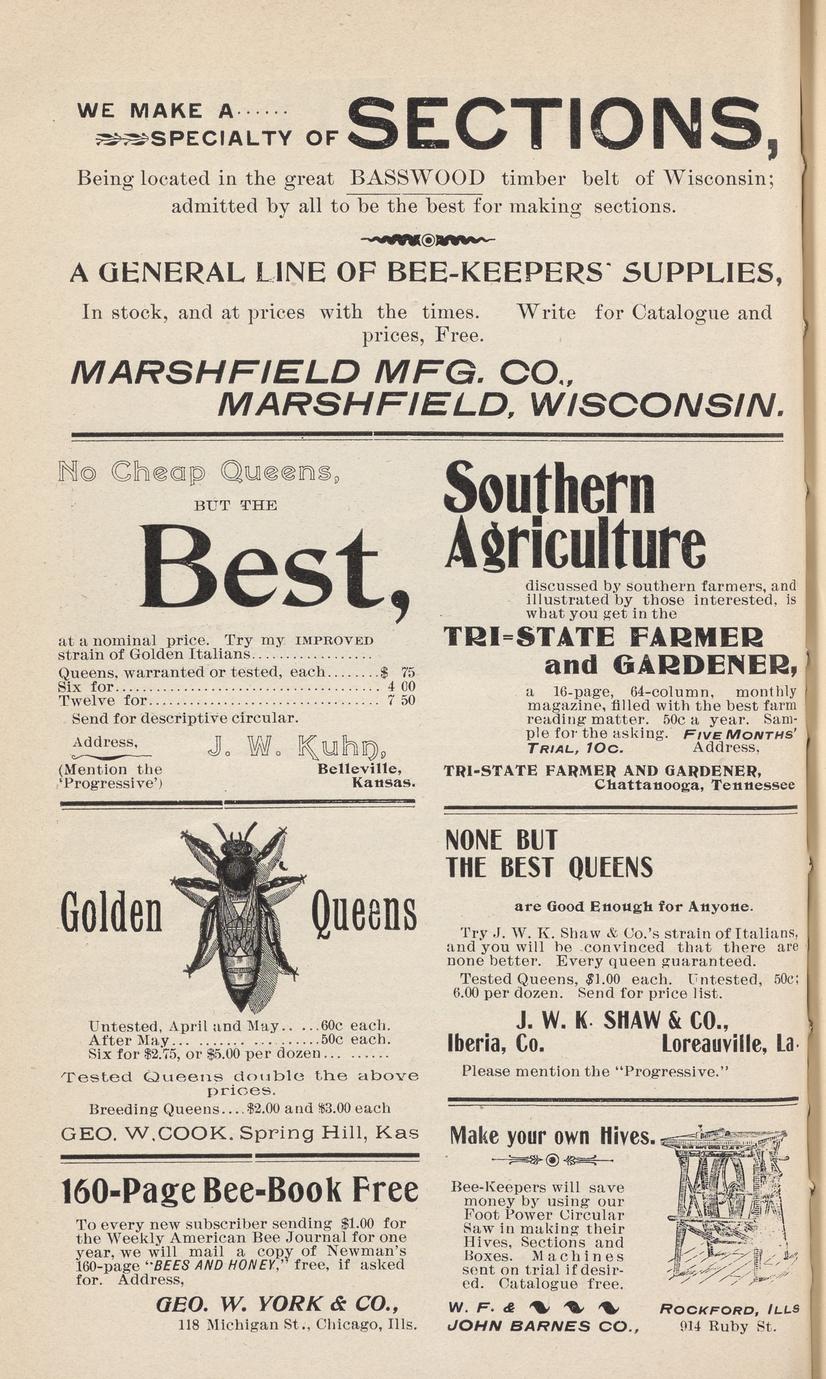 WE MAKE A......
SPECIALTY OF SECTIONS,
Being located in the great BASSWOOD timber belt of Wisconsin;
admitted by all to be the best for making sections.
A GENERAL LINE OF BEE-KEEPERS' SUPPLIES,
In stock, and at prices with the times. Write for Catalogue and
prices, Free.
MARSHFIELD MFG. CO.,
MARSHFIELD, WISCONSIN.
No Cheap Queens,
BUT THE
Best,
at a nominal price. Try my IMPROVED
strain of Golden Italians.................
Queens, warranted or tested, each........$ 75
Six for..................................... 4 00
Twelve for................................ 7 50
Send for descriptive circular.
Address, J. W. Kuhn,
(Mention the Belleville,
'Progressive') Kansas.
Golden Queens
Untested, April and May.. ...60c each.
After May... ....... .. .......50c each.
Six for $2.75, or $5.00 per dozen... ......
Tested Queens double the above
prices.
Breeding Queens....$2.00 and $3.00 each
GEO. W. COOK. Spring Hill, Kas
160-Page Bee-Book Free
To every new subscriber sending $1.00 for
the Weekly American Bee Journal for one
year, we will mail a copy of Newman's
160-page "BEES AND HONEY," free, if asked
for. Address,
GEO. W. YORK & CO.,
118 Michigan St., Chicago, Ills.
Southern
Agriculture
discussed by southern farmers, and
illustrated by those interested, is
what you get in the
TRI=STATE FARMER
and GARDENER,
a 16-page, 64-column, monthly
magazine, filled with the best farm
reading matter. 50c a year. Sam-
ple for the asking. FIVE MONTHS'
TRIAL, 10c. Address,
TRI-STATE FARMER AND GARDENER,
Chattanooga, Tennessee
NONE BUT
THE BEST QUEENS
are Good Enough for Anyone.
Try J. W. K. Shaw & Co.'s strain of Italians,
and you will be convinced that there are
none better. Every queen guaranteed.
Tested Queens, $1.00 each. Untested, 50c;
6.00 per dozen. Send for price list.
J. W. K. SHAW & CO.,
Iberia, Co. Loreauville, La.
Please mention the "Progressive."
Make your own Hives.
Bee-Keepers will save
money by using our
Foot Power Circular
Saw in making their
Hives, Sections and
Boxes. Machines
sent on trial if desir-
ed. Catalogue free.
W. F. & ROCKFORD, ILLS
JOHN BARNES CO., 914 Ruby St.